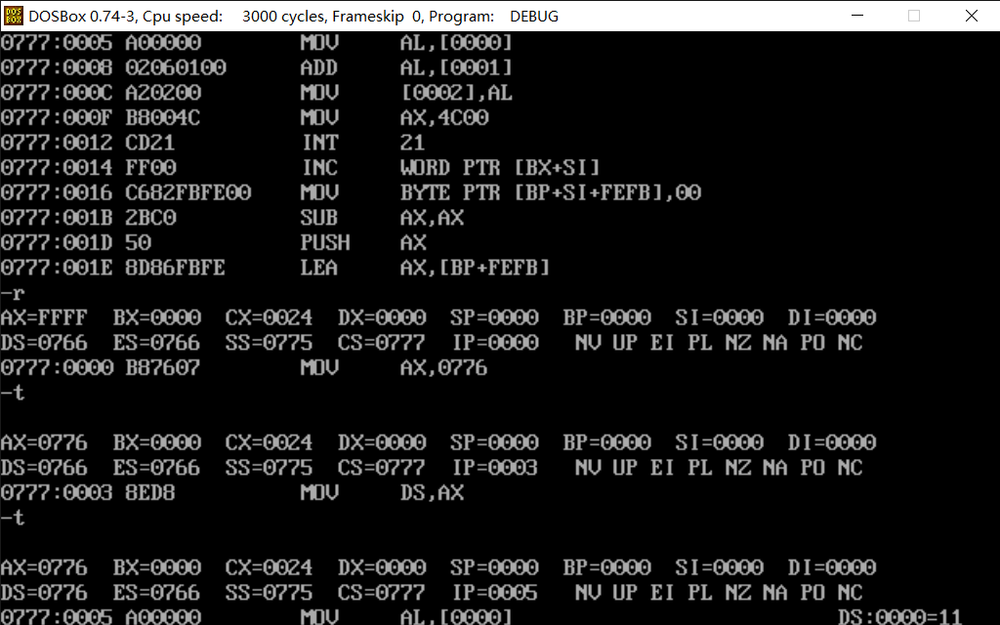 DOSBox 0.74-3, Cpu speed: 3000 cycles, Frameskip 0, Program: DEBUG
0777:0005 A00000 MOV AL,[0000]
0777:0008 02060100 ADD AL,[0001]
0777:000C A20200 MOV [0002],AL
0777:000F B8004C MOV AX,4C00
0777:0012 CD21 INT 21
0777:0014 FF00 INC WORD PTR [BX+SI]
0777:0016 C682FBFE00 MOV BYTE PTR [BP+SI+FEFB],00
0777:001B 2BC0 SUB AX,AX
0777:001D 50 PUSH AX
0777:001E 8D86FBFE LEA AX,[BP+FEFB]
-r
AX=FFFF BX=0000 CX=0024 DX=0000 SP=0000 BP=0000 SI=0000 DI=0000
DS=0766 ES=0766 SS=0775 CS=0777 IP=0000 NV UP EI PL NZ NA PO NC
0777:0000 B87607 MOV AX,0776
-t
AX=0776 BX=0000 CX=0024 DX=0000 SP=0000 BP=0000 SI=0000 DI=0000
DS=0766 ES=0766 SS=0775 CS=0777 IP=0003 NV UP EI PL NZ NA PO NC
0777:0003 8ED8 MOV DS,AX
-t
AX=0776 BX=0000 CX=0024 DX=0000 SP=0000 BP=0000 SI=0000 DI=0000
DS=0776 ES=0766 SS=0775 CS=0777 IP=0005 NV UP EI PL NZ NA PO NC
0777:0005 A00000 MOV AL,[0000] DS:0000=11